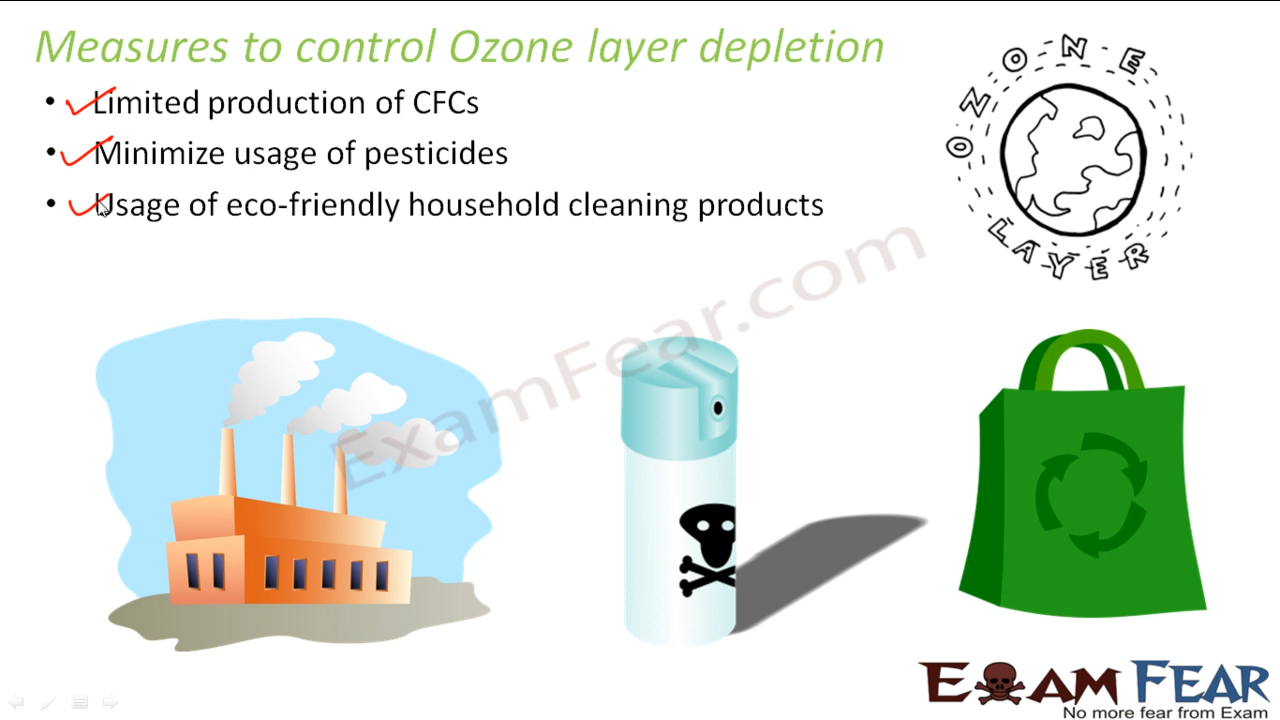 Measures to control Ozone layer depletion
• Limited production of CFCs
• Minimize usage of pesticides
• Usage of eco-friendly household cleaning products
OZONE
LAYER
ExamFear.com
EXAM FEAR
No more fear from Exam